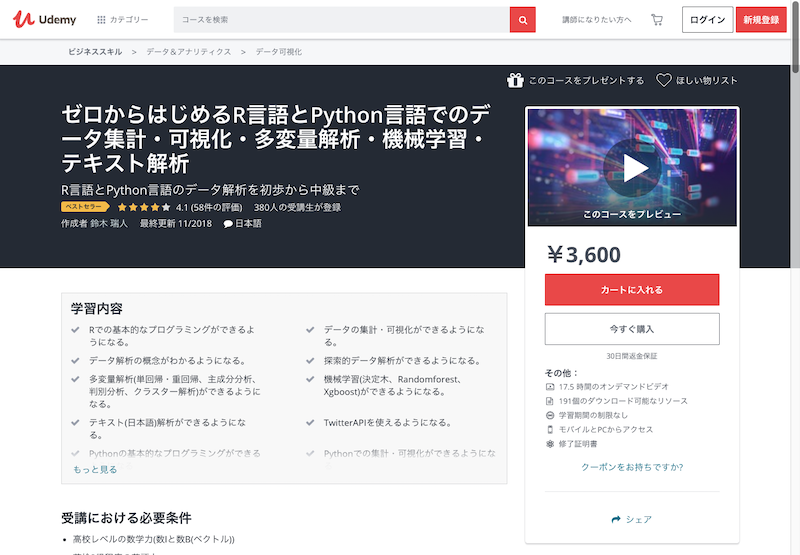 Udemy
カテゴリー
コースを検索
講師になりたい方へ
ログイン
新規登録
ビジネススキル > データ＆アナリティクス > データ可視化
このコースをプレゼントする
ほしい物リスト
ゼロからはじめるR言語とPython言語でのデ
ータ集計・可視化・多変量解析・機械学習・
テキスト解析
R言語とPython言語のデータ解析を初歩から中級まで
ベストセラー 4.1 (58件の評価) 380人の受講生が登録
作成者 鈴木 瑞人 最終更新 11/2018 日本語
このコースをプレビュー
￥3,600
カートに入れる
今すぐ購入
30日間返金保証
その他：
17.5 時間のオンデマンドビデオ
191個のダウンロード可能なリソース
学習期間の制限なし
モバイルとPCからアクセス
修了証明書
クーポンをお持ちですか?
シェア
学習内容
Rでの基本的なプログラミングができるよ
うになる。
データの集計・可視化ができるようにな
る。
データ解析の概念がわかるようになる。
探索的データ解析ができるようになる。
多変量解析(単回帰・重回帰、主成分分析、
判別分析、クラスター解析)ができるように
なる。
機械学習(決定木、Randomforest、
Xgboost)ができるようになる。
テキスト(日本語)解析ができるようにな
る。
TwitterAPIを使えるようになる。
Pythonの基本的なプログラミングができる
Pythonでの集計・可視化ができるようにな
もっと見る
受講における必要条件
高校レベルの数学力(数Iと数B(ベクトル))